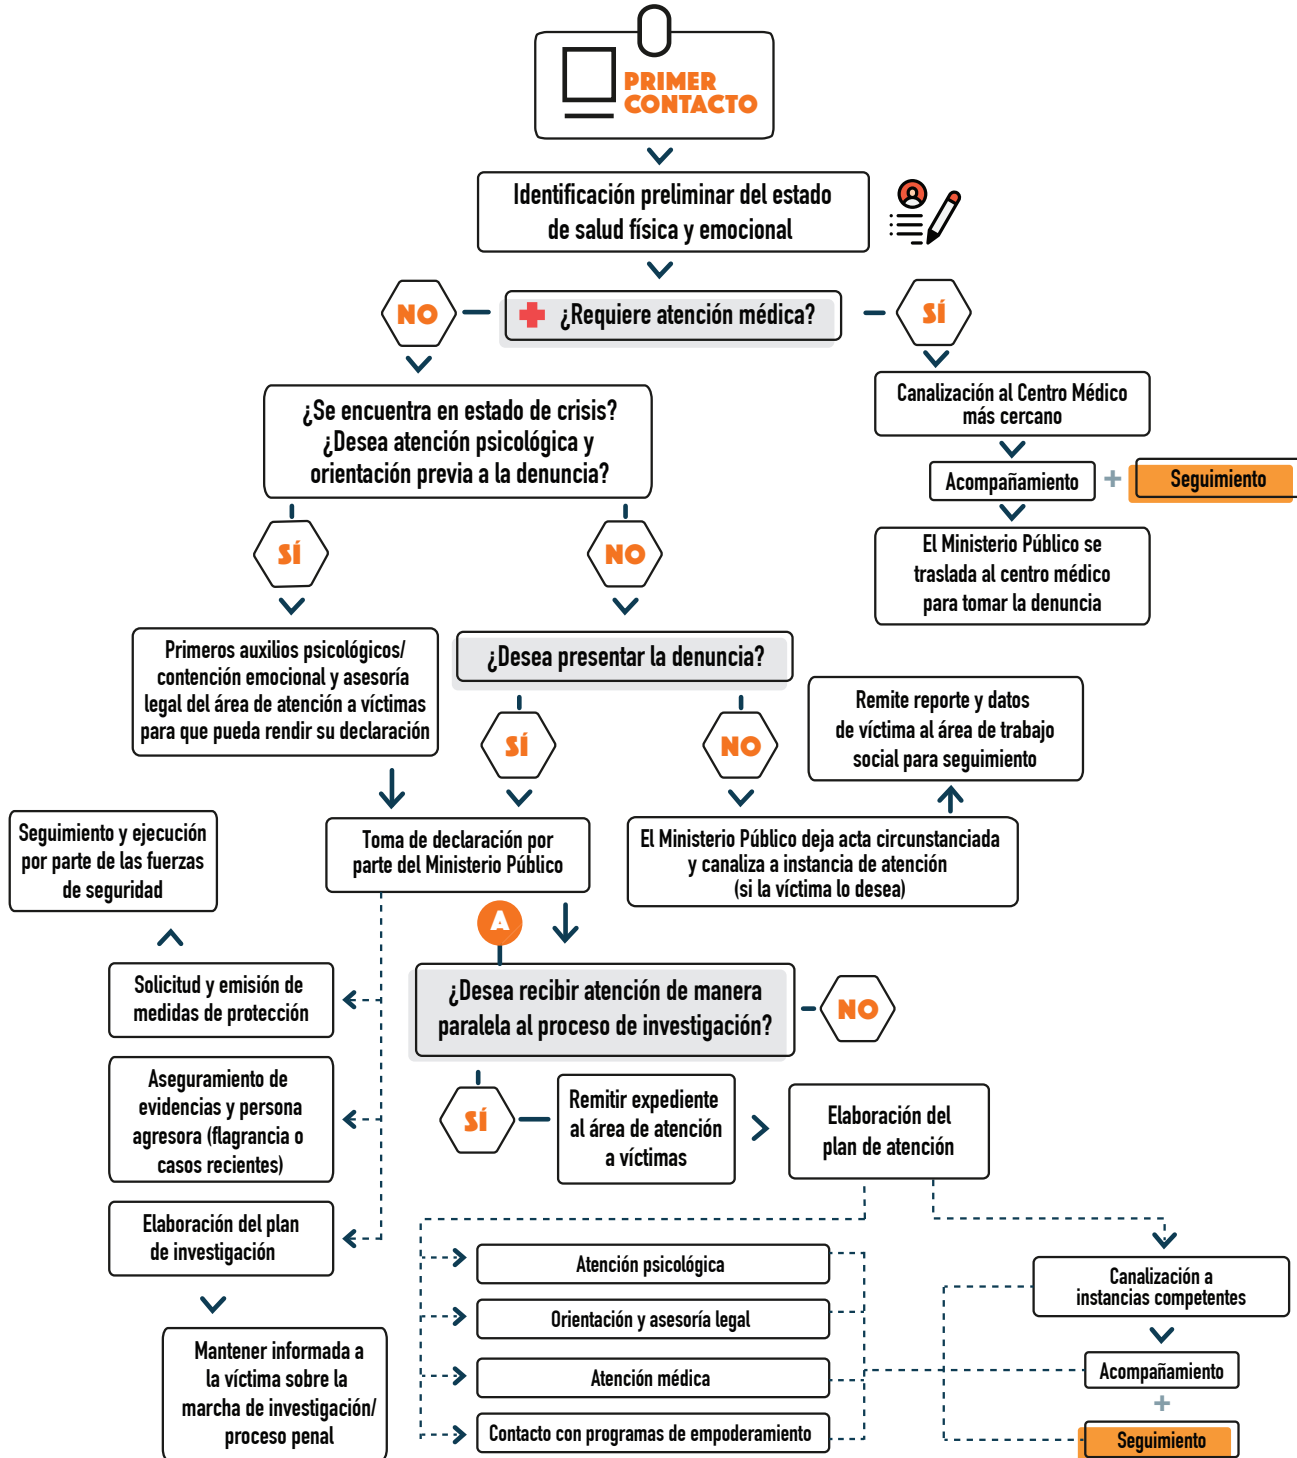 PRIMER
CONTACTO
Identificación preliminar del estado
de salud física y emocional
NO
¿Requiere atención médica?
SÍ
¿Se encuentra en estado de crisis?
¿Desea atención psicológica y
orientación previa a la denuncia?
Canalización al Centro Médico
más cercano
Acompañamiento
+
Seguimiento
El Ministerio Público se
traslada al centro médico
para tomar la denuncia
SÍ
NO
Primeros auxilios psicológicos/
contención emocional y asesoría
legal del área de atención a víctimas
para que pueda rendir su declaración
¿Desea presentar la denuncia?
SÍ
NO
Remite reporte y datos
de víctima al área de trabajo
social para seguimiento
Seguimiento y ejecución
por parte de las fuerzas
de seguridad
Toma de declaración por
parte del Ministerio Público
El Ministerio Público deja acta circunstanciada
y canaliza a instancia de atención
(si la víctima lo desea)
A
Solicitud y emisión de
medidas de protección
¿Desea recibir atención de manera
paralela al proceso de investigación?
NO
Aseguramiento de
evidencias y persona
agresora (flagrancia o
casos recientes)
SÍ
Remitir expediente
al área de atención
a víctimas
Elaboración del
plan de atención
Elaboración del plan
de investigación
Mantener informada a
la víctima sobre la
marcha de investigación/
proceso penal
Atención psicológica
Orientación y asesoría legal
Atención médica
Contacto con programas de empoderamiento
Canalización a
instancias competentes
Acompañamiento
+
Seguimiento